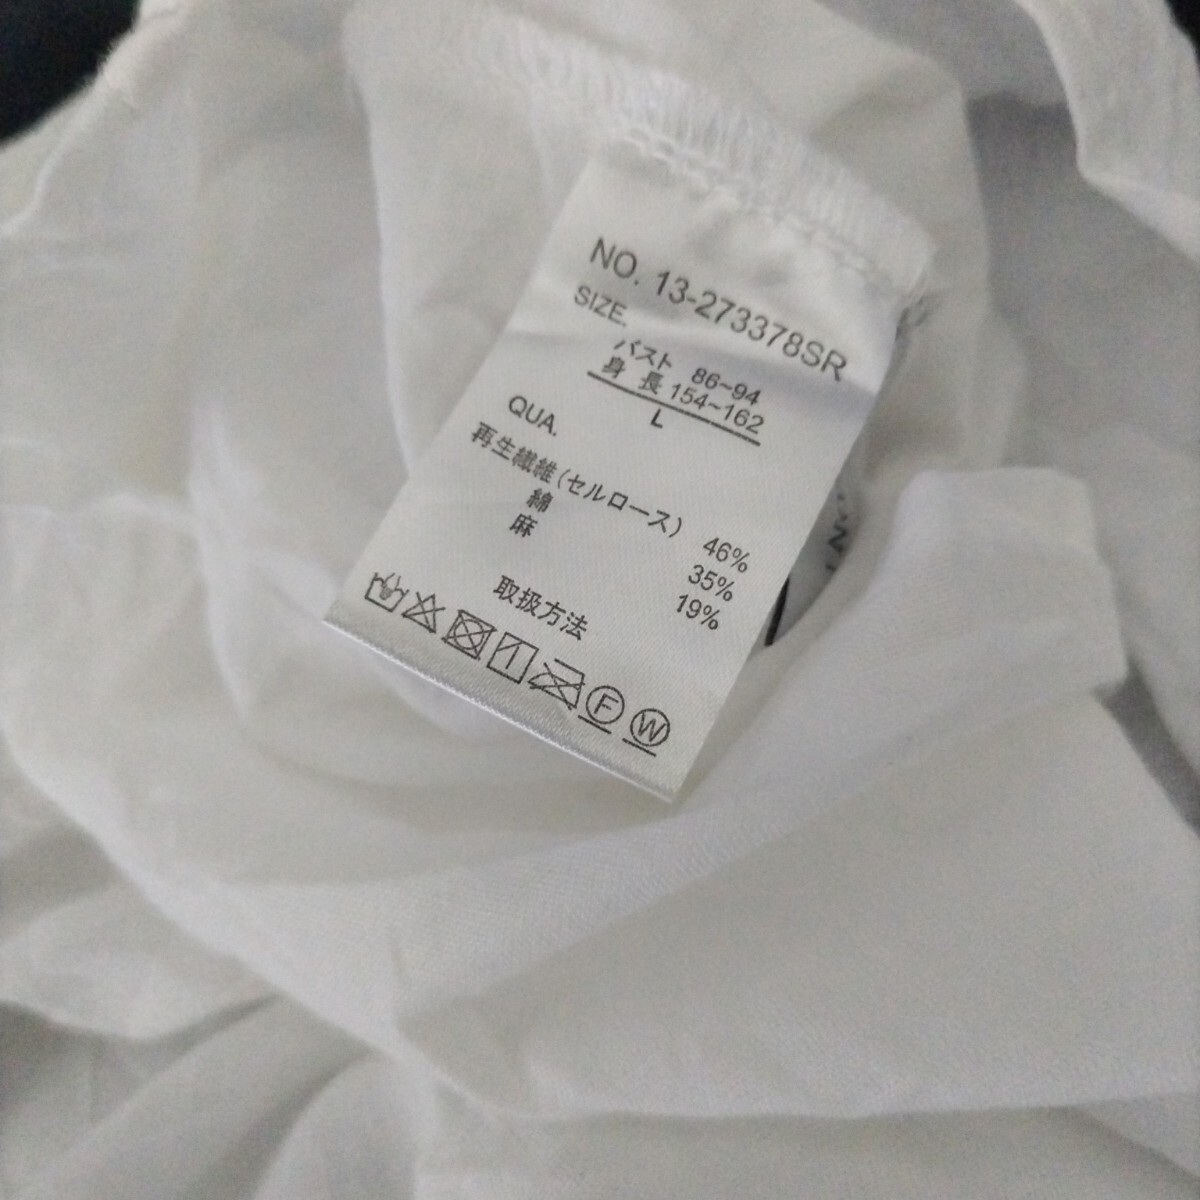 NO. 13-273378SR
SIZE.
バスト 86~94
身 長 154~162
L
QUA.
再生繊維(セルロース) 46%
綿 35%
麻 19%
取扱方法
F W